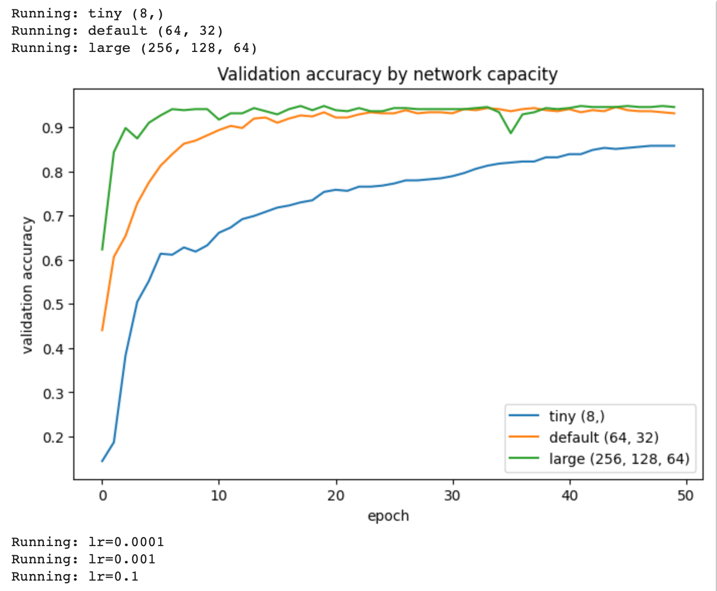 Running: tiny (8,)
Running: default (64, 32)
Running: large (256, 128, 64)
Validation accuracy by network capacity
validation accuracy
0.9
0.8
0.7
0.6
0.5
0.4
0.3
0.2
tiny (8,)
default (64, 32)
large (256, 128, 64)
0 10 20 30 40 50
epoch
Running: lr=0.0001
Running: lr=0.001
Running: lr=0.1